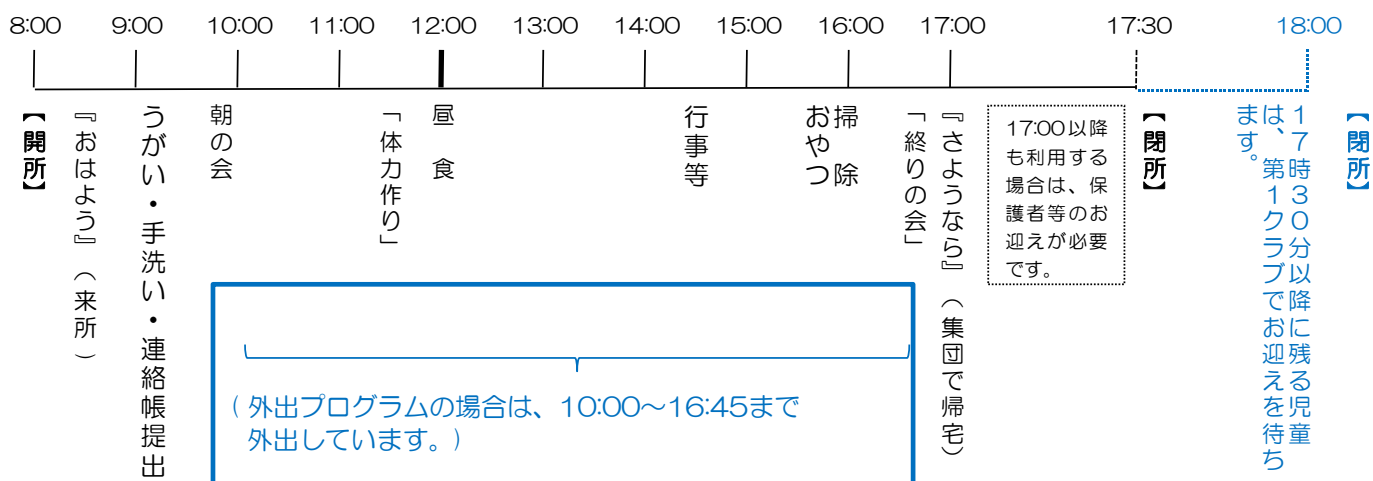 8:00 9:00 10:00 11:00 12:00 13:00 14:00 15:00 16:00 17:00 17:30 18:00
【開所】
『おはよう』（来所）
うがい・手洗い・連絡帳提出
朝の会
「体力作り」
昼 食
行事等
おやつ
掃 除
「終りの会」
『さようなら』（集団で帰宅）
17:00以降
も利用する
場合は、保
護者等のお
迎えが必要
です。
【閉所】
17時30分以降に残る児童
は、第1クラブでお迎えを待ち
ます。
【閉所】
（外出プログラムの場合は、10:00～16:45まで
外出しています。）